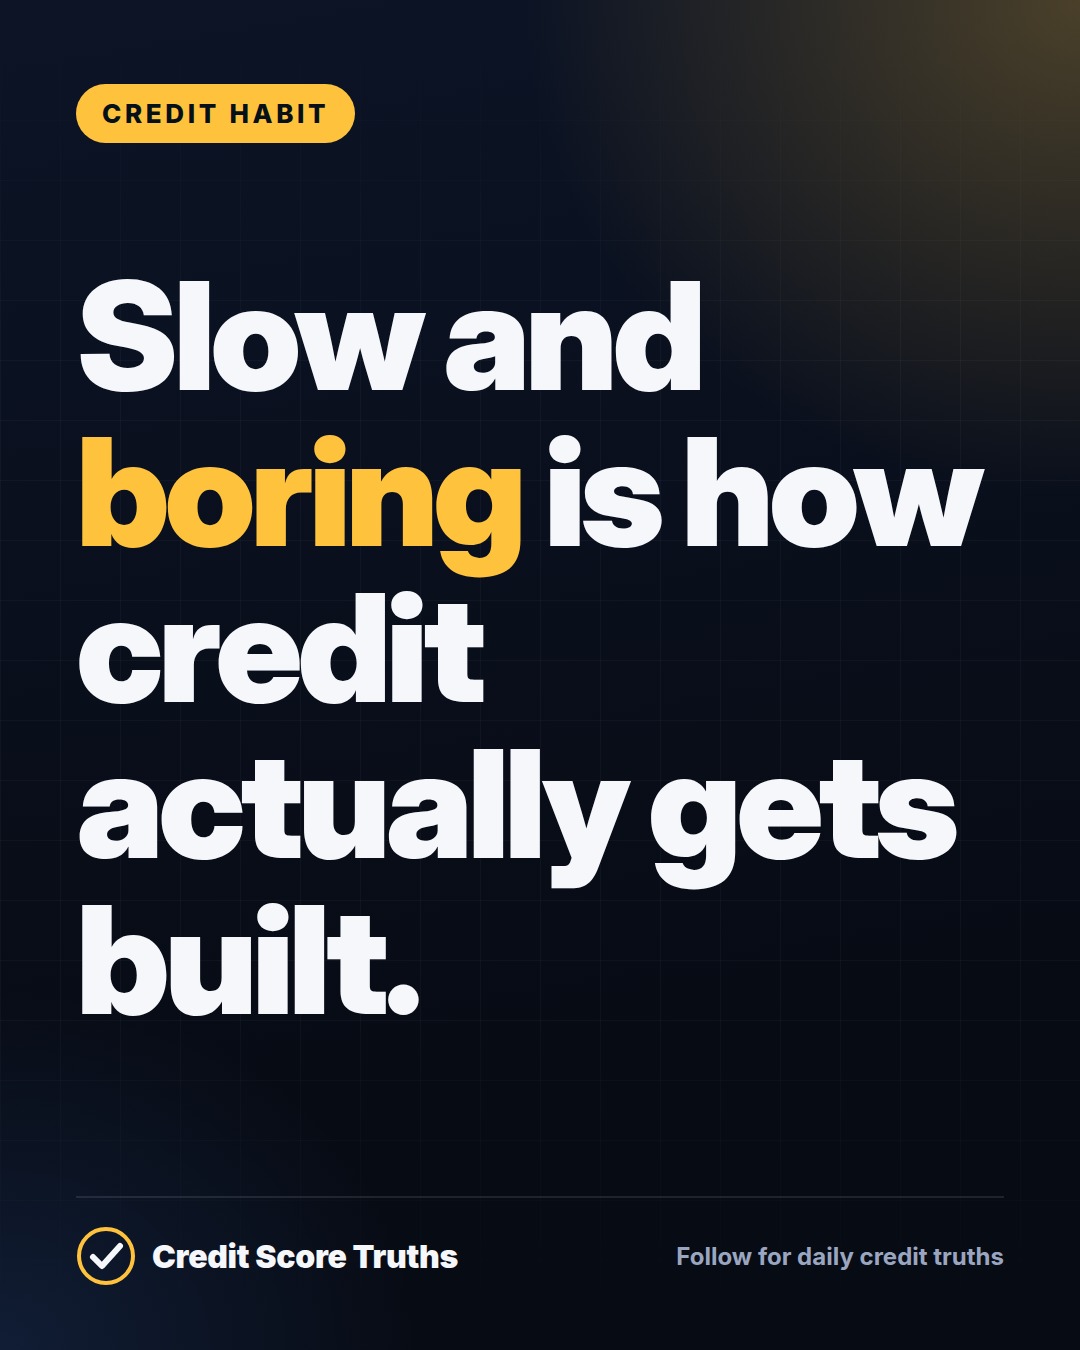 CREDIT HABIT
Slow and
boring is how
credit
actually gets
built.
Credit Score Truths
Follow for daily credit truths